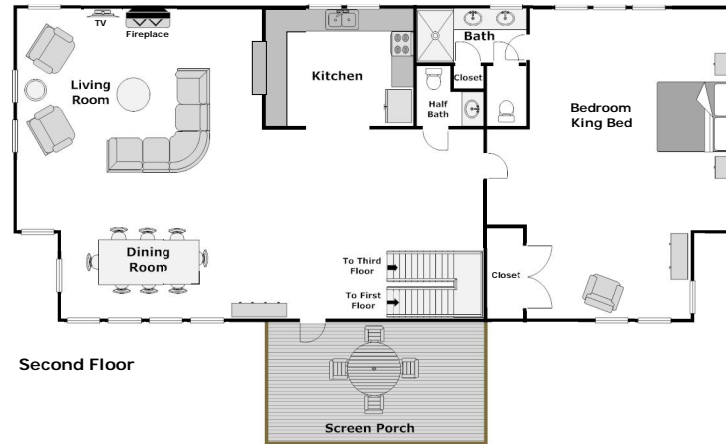 TV
Fireplace
Living
Room
Kitchen
Bath
Closet
Half
Bath
Bedroom
King Bed
Dining
Room
To Third
Floor
To First
Floor
Closet
Second Floor
Screen Porch